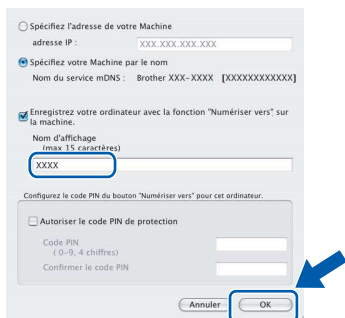 Spécifiez l'adresse de votre Machine
adresse IP : XXX.XXX.XXX.XXX
Spécifiez votre Machine par le nom
Nom du service mDNS : Brother XXX-XXXX [XXXXXXXXXXXX]
Enregistrez votre ordinateur avec la fonction "Numériser vers" sur
la machine.
Nom d'affichage
(max 15 caractères)
XXXX
Configurez le code PIN du bouton "Numériser vers" pour cet ordinateur.
Autoriser le code PIN de protection
Code PIN
( 0-9, 4 chiffres)
Confirmer le code PIN
Annuler OK